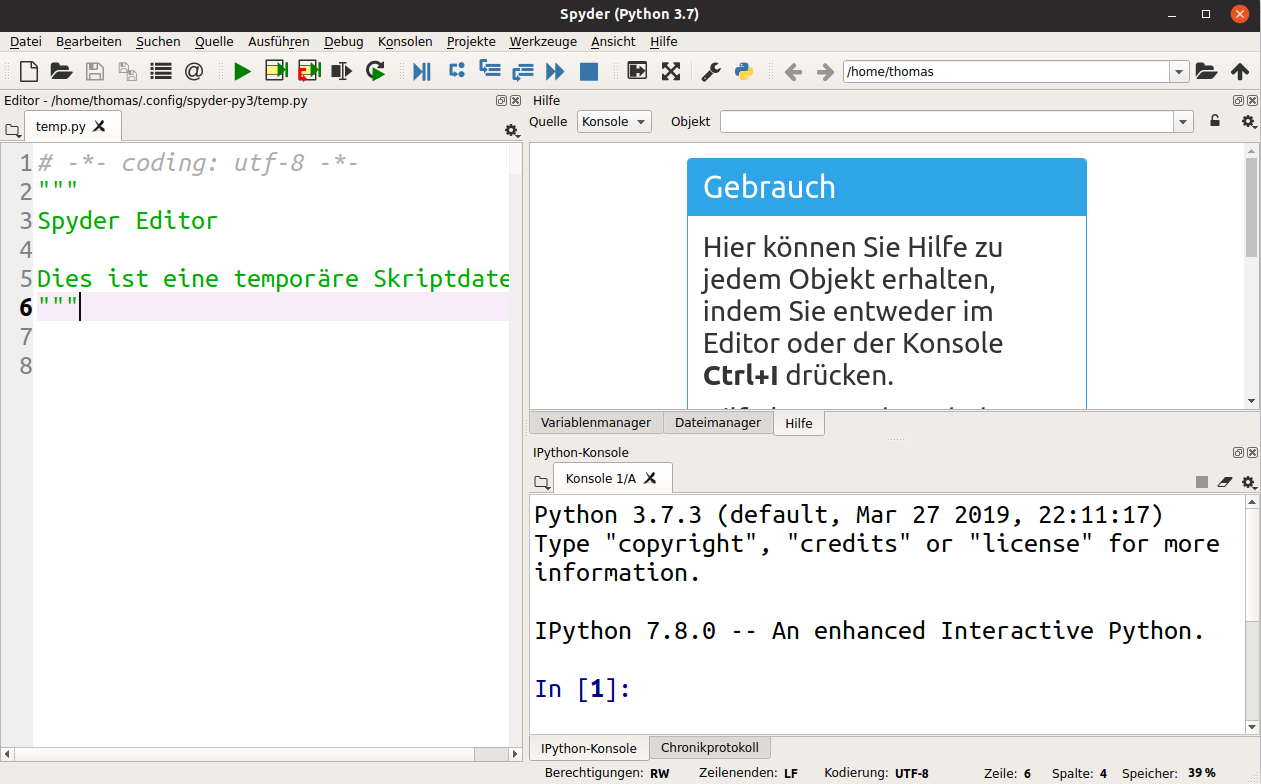 Spyder (Python 3.7)
Datei Bearbeiten Suchen Quelle Ausführen Debug Konsolen Projekte Werkzeuge Ansicht Hilfe
/home/thomas
Editor - /home/thomas/.config/spyder-py3/temp.py
temp.py
1 # -*- coding: utf-8 -*-
2 """
3 Spyder Editor
4
5 Dies ist eine temporäre Skriptdate
6 """
7
8
Hilfe
Quelle Konsole Objekt
Gebrauch
Hier können Sie Hilfe zu
jedem Objekt erhalten,
indem Sie entweder im
Editor oder der Konsole
Ctrl+I drücken.
Variablenmanager Dateimanager Hilfe
IPython-Konsole
Konsole 1/A
Python 3.7.3 (default, Mar 27 2019, 22:11:17)
Type "copyright", "credits" or "license" for more
information.
IPython 7.8.0 -- An enhanced Interactive Python.
In [1]:
IPython-Konsole Chronikprotokoll
Berechtigungen: RW Zeilenenden: LF Kodierung: UTF-8 Zeile: 6 Spalte: 4 Speicher: 39 %